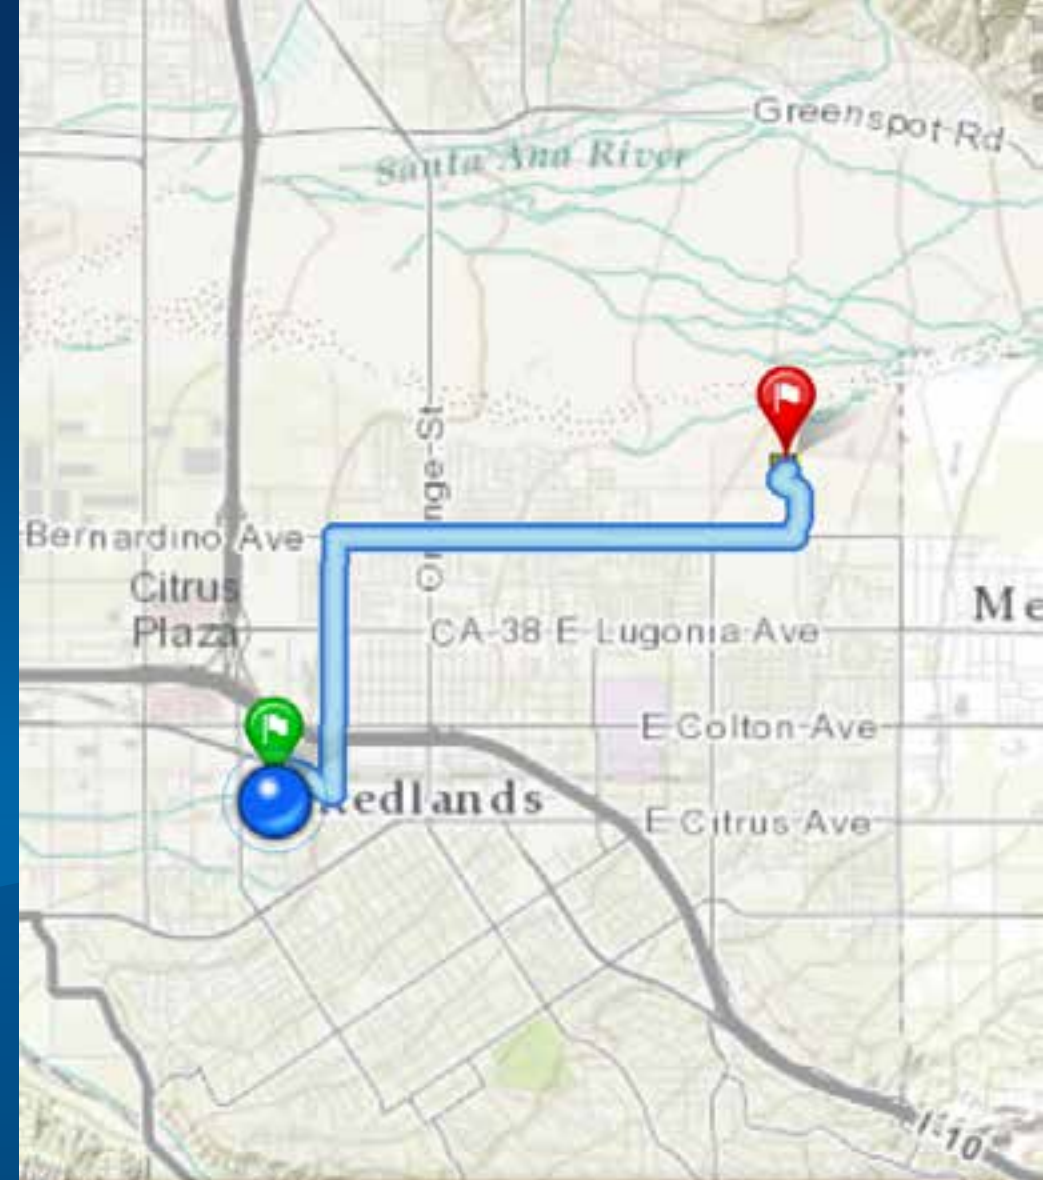 Greenspot Rd
Santa Ana River
Orange St
Bernardino Ave
Citrus
Plaza
CA-38 E Lugonia Ave
Me
E Colton Ave
Redlands
E Citrus Ave
I-10